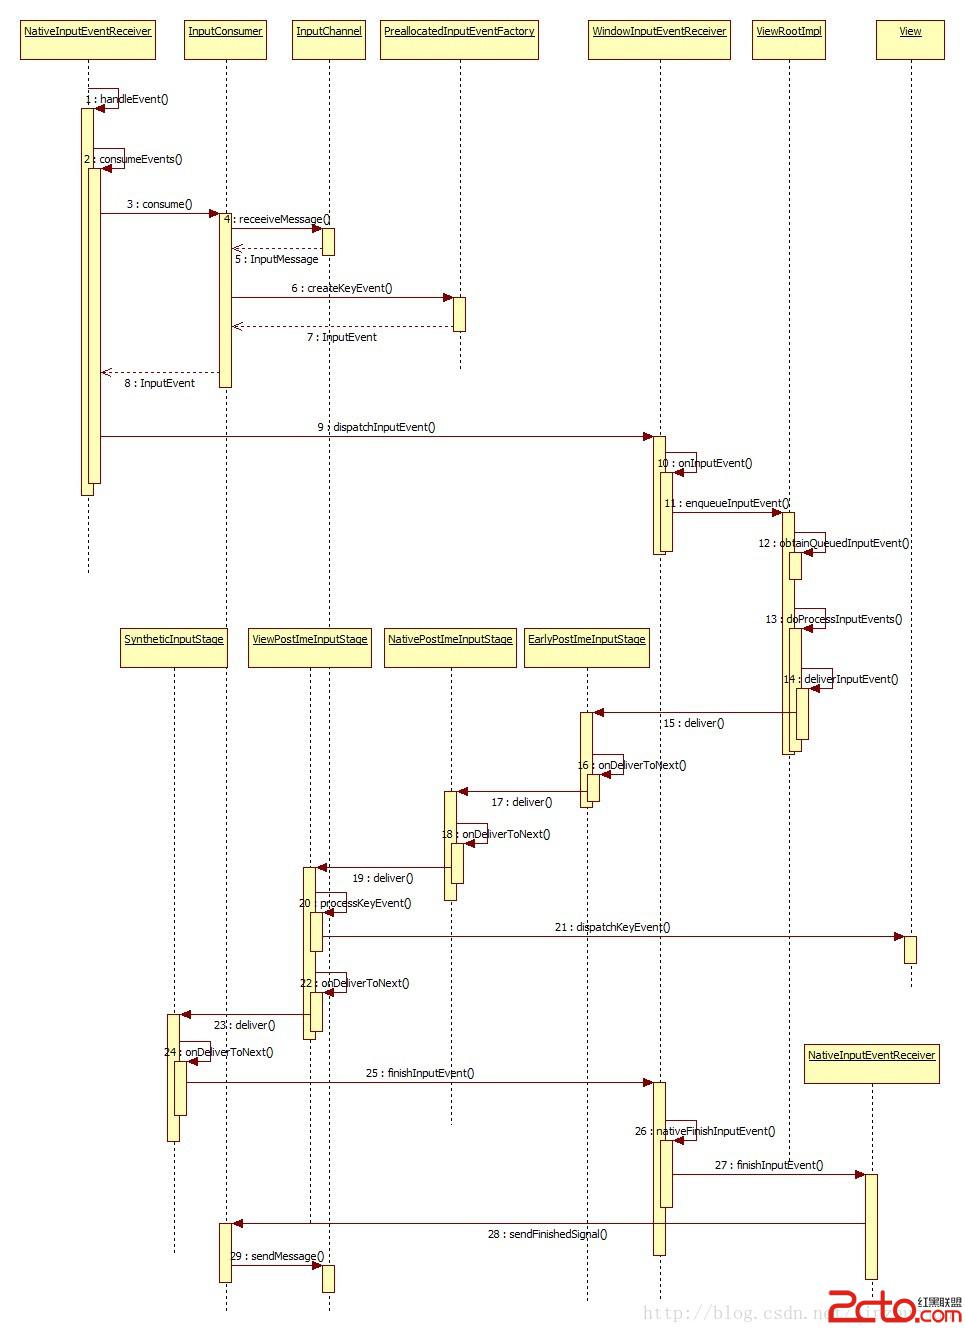 NativeInputEventReceiver
InputConsumer
InputChannel
PreallocatedInputEventFactory
WindowInputEventReceiver
ViewRootImpl
View
1 : handleEvent()
2 : consumeEvents()
3 : consume()
4 : receeiveMessage()
5 : InputMessage
6 : createKeyEvent()
7 : InputEvent
8 : InputEvent
9 : dispatchInputEvent()
10 : onInputEvent()
11 : enqueueInputEvent()
12 : obtainQueuedInputEvent()
13 : doProcessInputEvents()
SyntheticInputStage
ViewPostImeInputStage
NativePostImeInputStage
EarlyPostImeInputStage
14 : deliverInputEvent()
15 : deliver()
16 : onDeliverToNext()
17 : deliver()
18 : onDeliverToNext()
19 : deliver()
20 : processKeyEvent()
21 : dispatchKeyEvent()
22 : onDeliverToNext()
23 : deliver()
24 : onDeliverToNext()
NativeInputEventReceiver
25 : finishInputEvent()
26 : nativeFinishInputEvent()
27 : finishInputEvent()
28 : sendFinishedSignal()
29 : sendMessage()
http://blog.csdn.net/
2cto
红黑联盟
.com